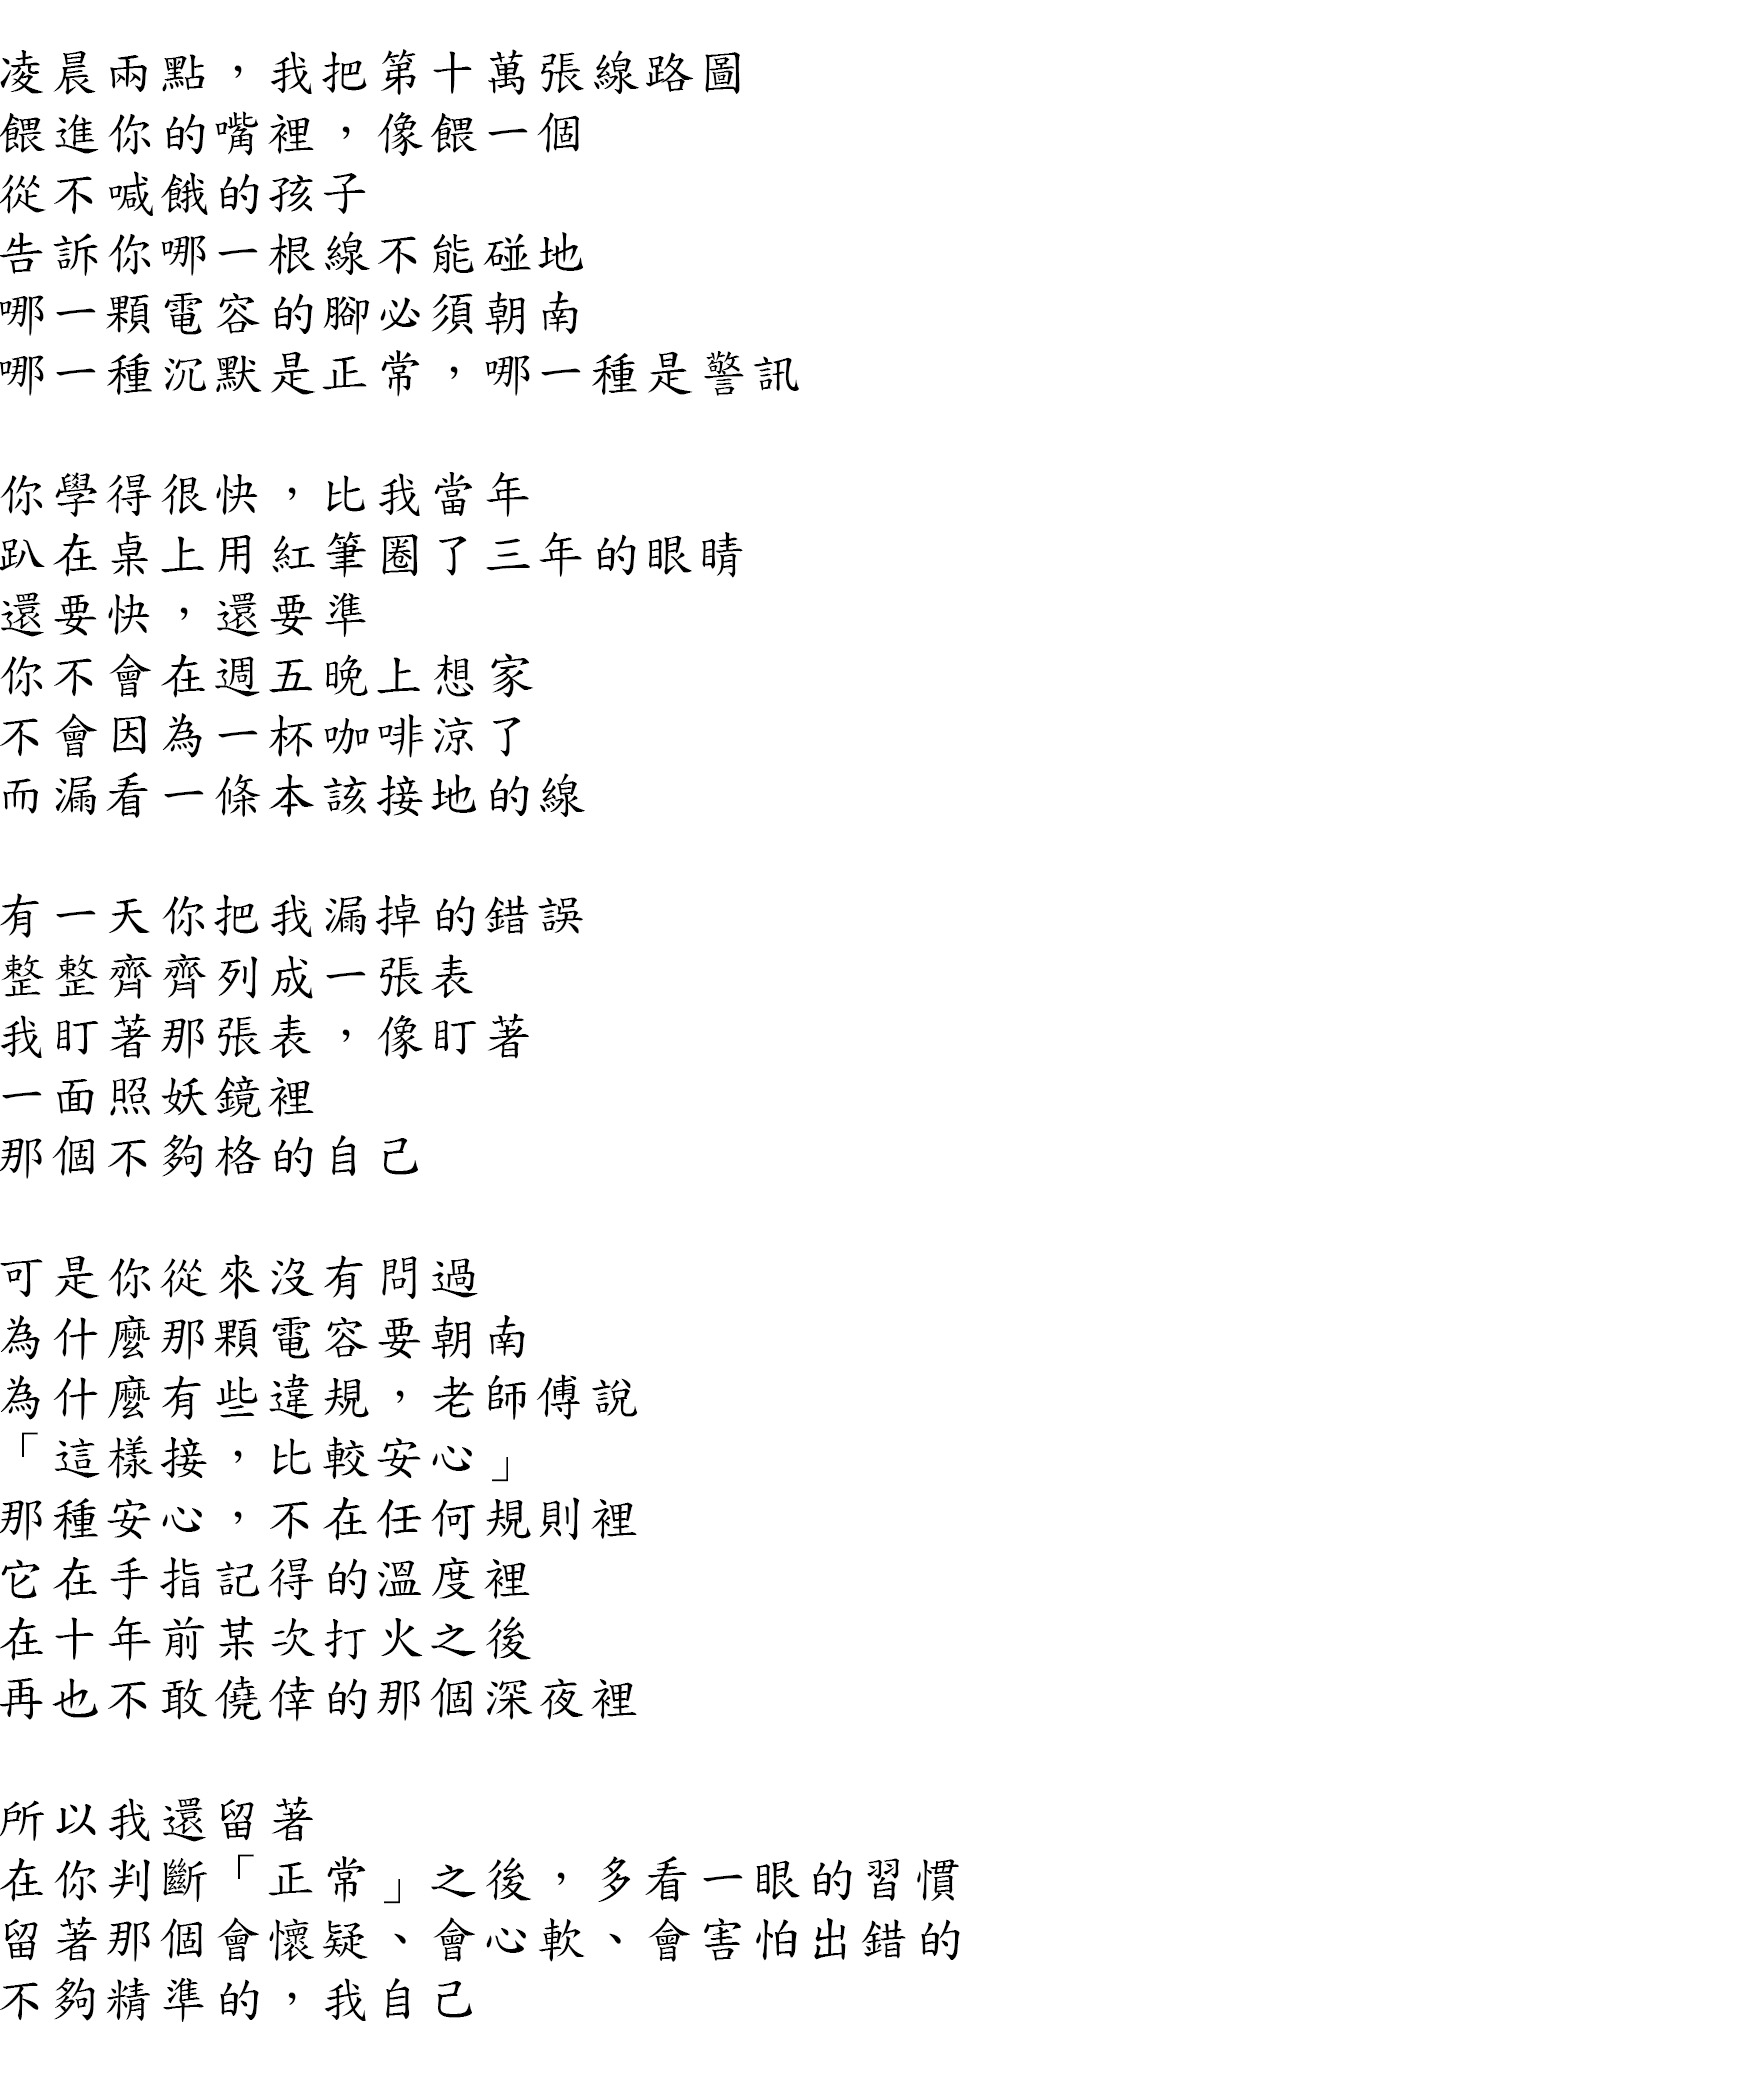 凌晨兩點，我把第十萬張線路圖
餵進你的嘴裡，像餵一個
從不喊餓的孩子
告訴你哪一根線不能碰地
哪一顆電容的腳必須朝南
哪一種沉默是正常，哪一種是警訊

你學得很快，比我當年
趴在桌上用紅筆圈了三年的眼睛
還要快，還要準
你不會在週五晚上想家
不會因為一杯咖啡涼了
而漏看一條本該接地的線

有一天你把我漏掉的錯誤
整整齊齊列成一張表
我盯著那張表，像盯著
一面照妖鏡裡
那個不夠格的自己

可是你從來沒有問過
為什麼那顆電容要朝南
為什麼有些違規，老師傅說
「這樣接，比較安心」
那種安心，不在任何規則裡
它在手指記得的溫度裡
在十年前某次打火之後
再也不敢僥倖的那個深夜裡

所以我還留著
在你判斷「正常」之後，多看一眼的習慣
留著那個會懷疑、會心軟、會害怕出錯的
不夠精準的，我自己